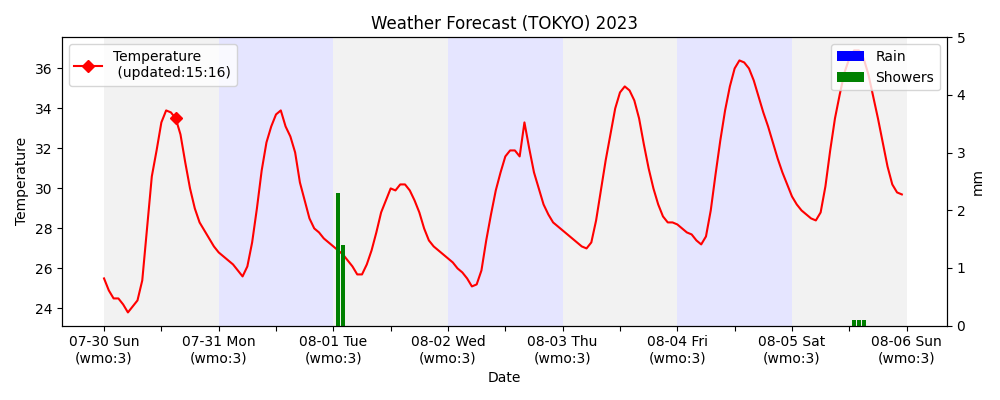 Weather Forecast (TOKYO) 2023
Temperature
(updated:15:16)
Rain
Showers
Temperature
36
34
32
30
28
26
24
5
4
3
2
1
0
mm
07-30 Sun 07-31 Mon 08-01 Tue 08-02 Wed 08-03 Thu 08-04 Fri 08-05 Sat 08-06 Sun
(wmo:3) (wmo:3) (wmo:3) (wmo:3) (wmo:3) (wmo:3) (wmo:3) (wmo:3)
Date